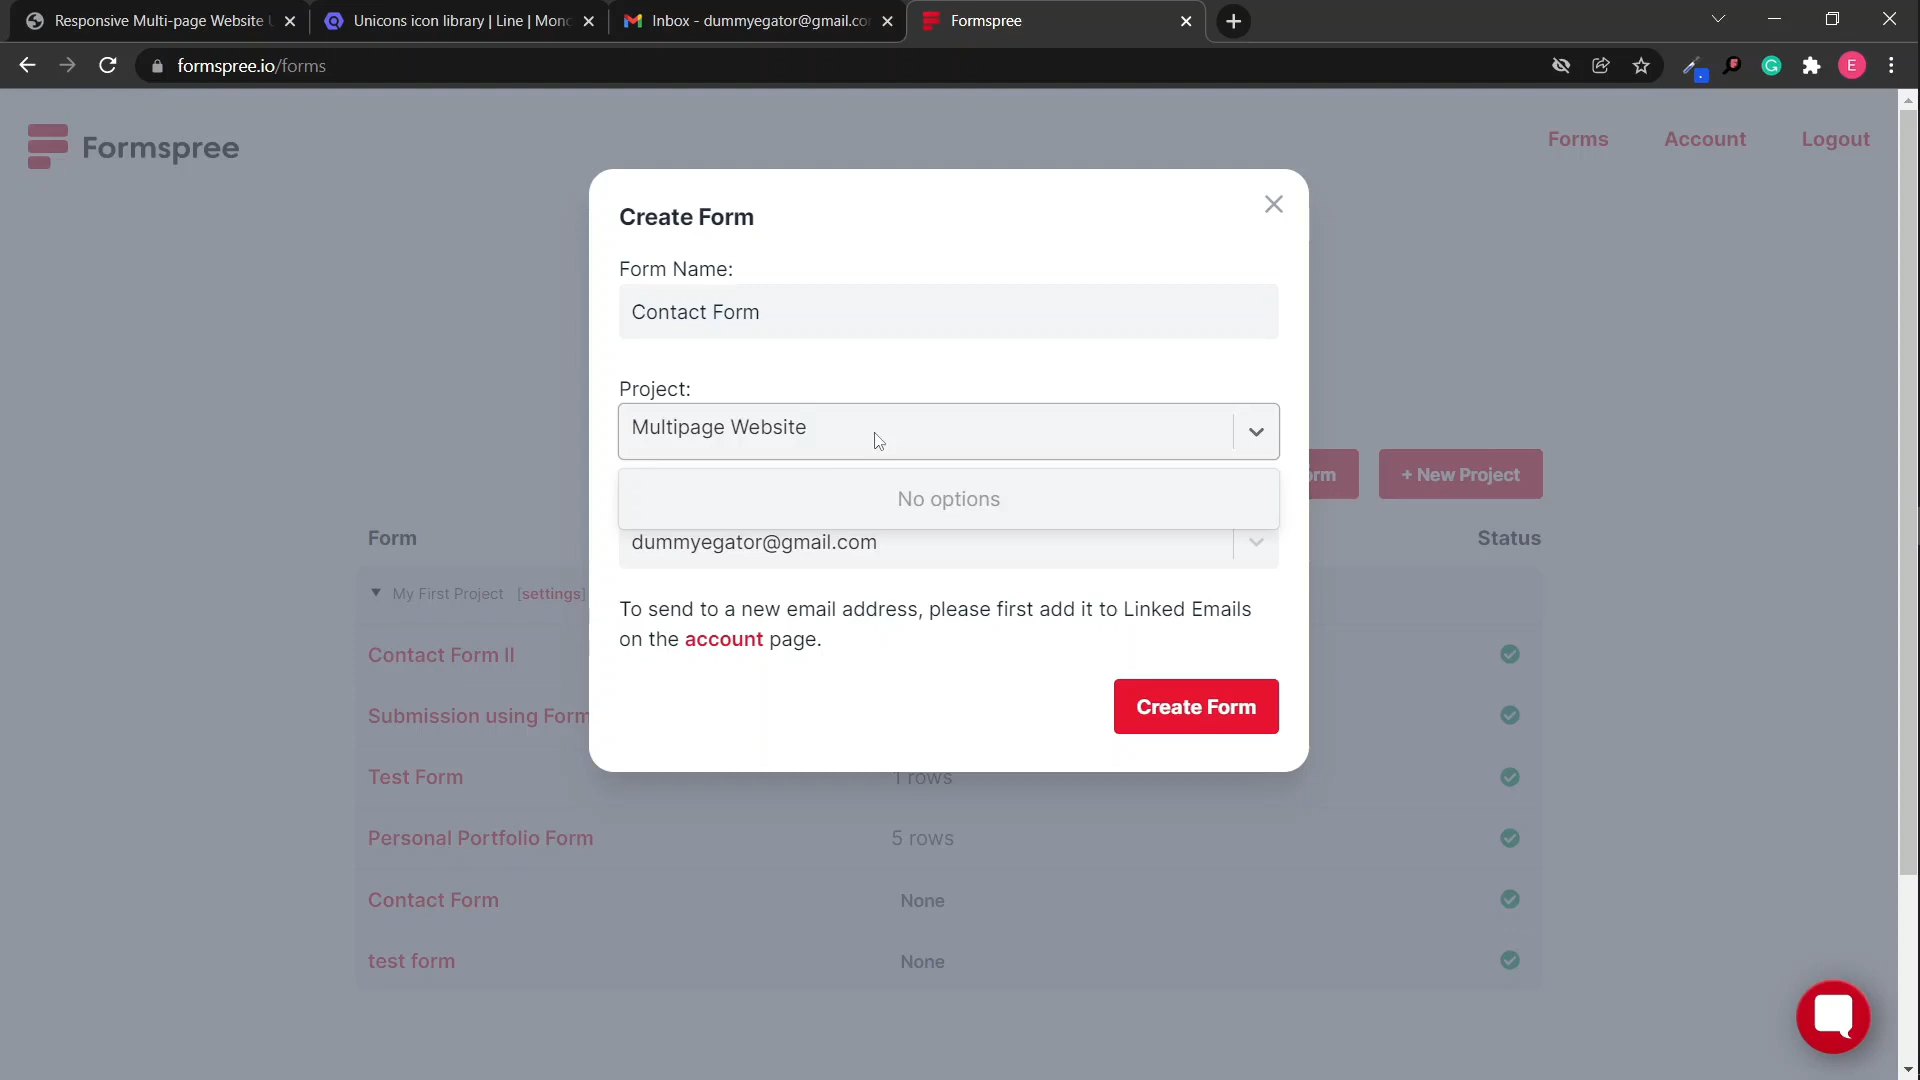 Responsive Multi-page Website
Unicons icon library | Line | Mono
Inbox - dummyegator@gmail.co
Formspree
formspree.io/forms
E
Formspree
Forms
Account
Logout
Create Form
Form Name:
Contact Form
Project:
Multipage Website
No options
dummyegator@gmail.com
To send to a new email address, please first add it to Linked Emails
on the account page.
Create Form
+ New Project
Form
Status
My First Project [settings]
Contact Form II
Submission using Form
Test Form
1 rows
Personal Portfolio Form
5 rows
Contact Form
None
test form
None